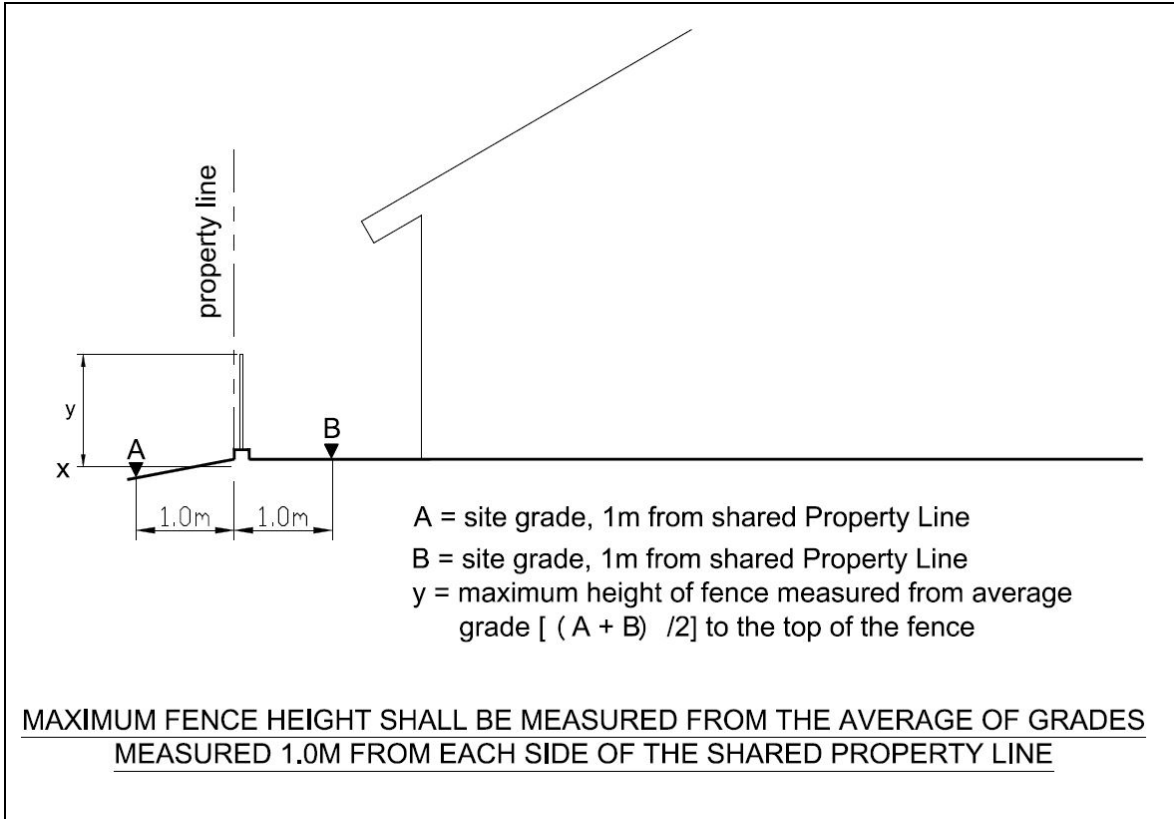 property line
y
A
B
x
1.0m
1.0m
A = site grade, 1m from shared Property Line
B = site grade, 1m from shared Property Line
y = maximum height of fence measured from average
grade [ ( A + B) /2] to the top of the fence
MAXIMUM FENCE HEIGHT SHALL BE MEASURED FROM THE AVERAGE OF GRADES
MEASURED 1.0M FROM EACH SIDE OF THE SHARED PROPERTY LINE